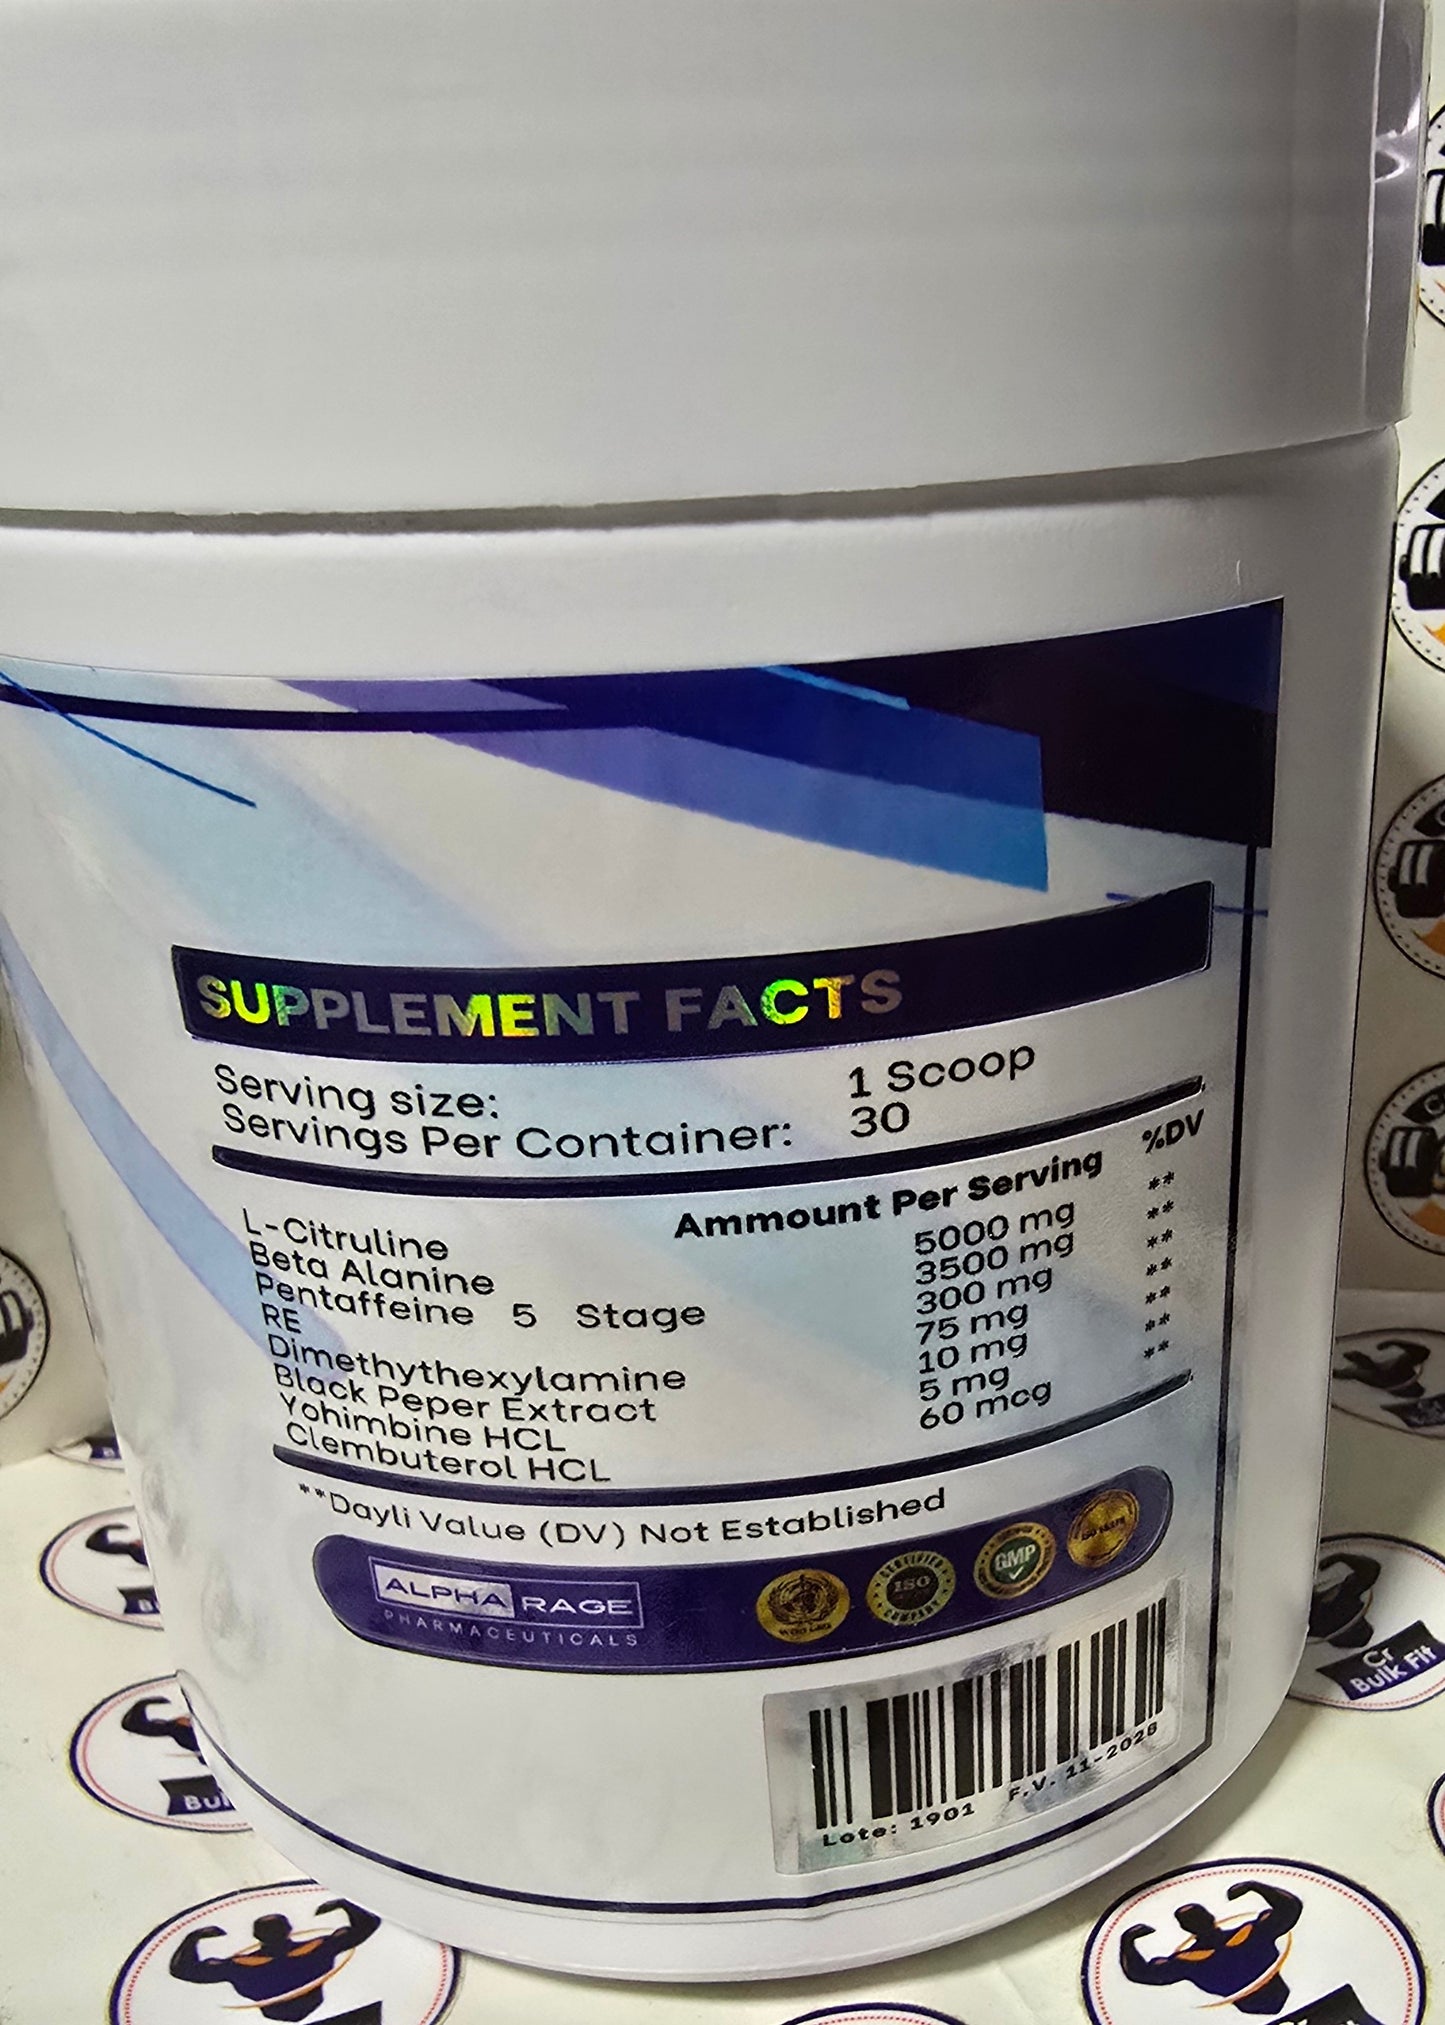 SUPPLEMENT FACTS
Serving size: 1 Scoop
Servings Per Container: 30
Ammount Per Serving %DV
L-Citruline 5000 mg **
Beta Alanine 3500 mg **
Pentaffeine 5 Stage 300 mg **
RE
Dimethythexylamine 75 mg **
Black Peper Extract 10 mg **
Yohimbine HCL 5 mg **
Clembuterol HCL 60 mcg **
**Dayli Value (DV) Not Established
ALPHA RAGE
PHARMACEUTICALS
CERTIFIED
ISO
COMPANY
GMP
Lote: 1901 F.V. 11-2028
Cr
Bulk Fit